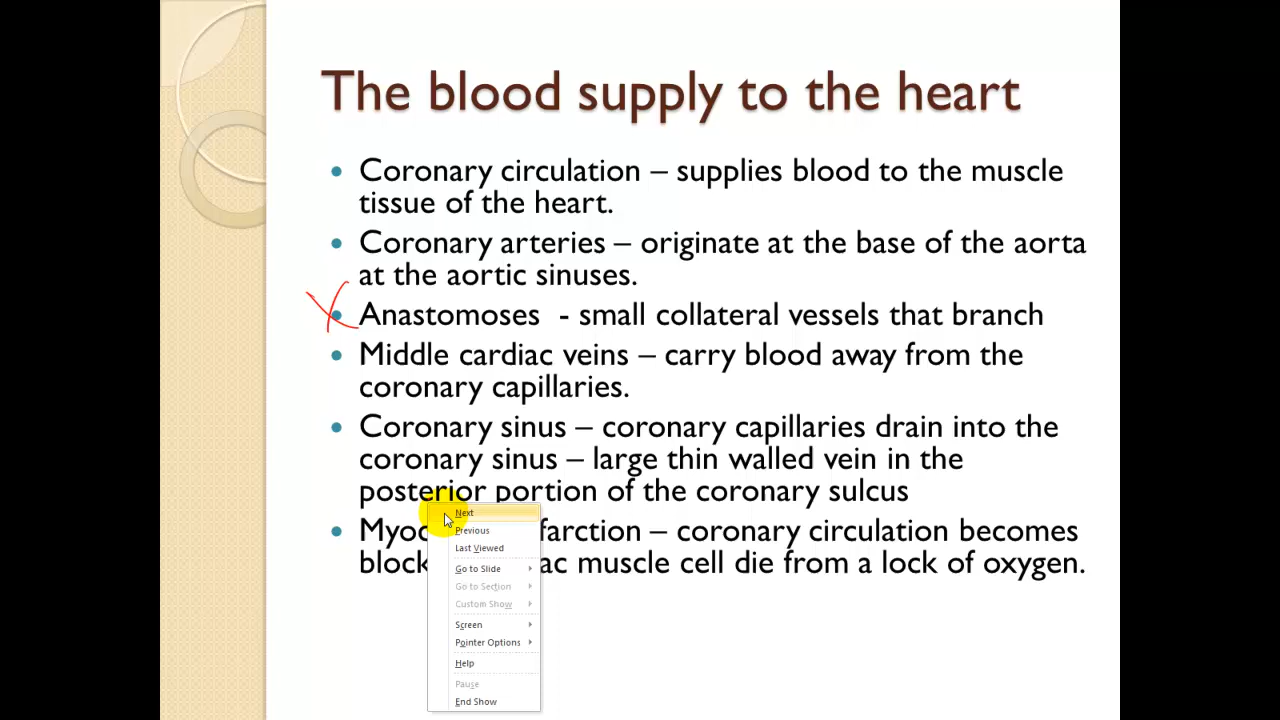 The blood supply to the heart
• Coronary circulation – supplies blood to the muscle
tissue of the heart.
• Coronary arteries – originate at the base of the aorta
at the aortic sinuses.
• Anastomoses - small collateral vessels that branch
• Middle cardiac veins – carry blood away from the
coronary capillaries.
• Coronary sinus – coronary capillaries drain into the
coronary sinus – large thin walled vein in the
posterior portion of the coronary sulcus
• farction – coronary circulation becomes
muscle cell die from a lock of oxygen.
Next
Previous
Last Viewed
Go to Slide
Go to Section
Custom Show
Screen
Pointer Options
Help
Pause
End Show